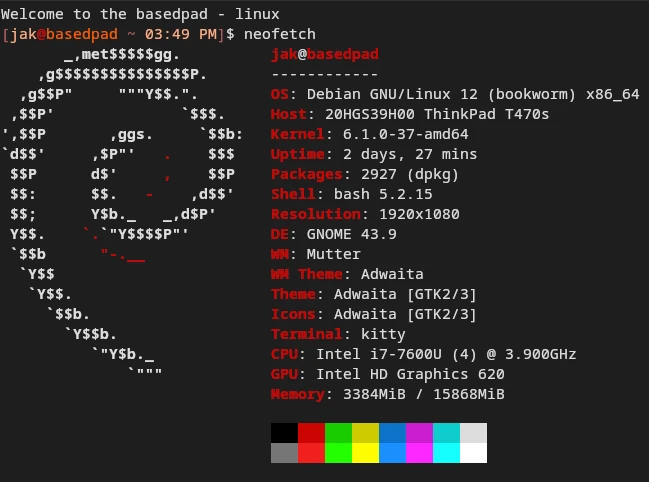 Welcome to the basedpad - linux
[jak@basedpad ~ 03:49 PM]$ neofetch
       _,met$$$$$gg.          jak@basedpad
    ,g$$$$$$$$$$$$$$$P.       ------------
  ,g$$P"     """Y$$.".        OS: Debian GNU/Linux 12 (bookworm) x86_64
 ,$$P'              `$$$.     Host: 20HGS39H00 ThinkPad T470s
',$$P       ,ggs.     `$$b:   Kernel: 6.1.0-37-amd64
`d$$'     ,$P"'   .    $$$    Uptime: 2 days, 27 mins
 $$P      d$'     ,    $$P    Packages: 2927 (dpkg)
 $$:      $$.   -    ,d$$'    Shell: bash 5.2.15
 $$;      Y$b._   _,d$P'      Resolution: 1920x1080
 Y$$.    `.`"Y$$$$P"'         DE: GNOME 43.9
 `$$b      "-.__              WM: Mutter
  `Y$$                        WM Theme: Adwaita
   `Y$$.                      Theme: Adwaita [GTK2/3]
     `$$b.                    Icons: Adwaita [GTK2/3]
       `Y$$b.                 Terminal: kitty
          `"Y$b._             CPU: Intel i7-7600U (4) @ 3.900GHz
              `"""            GPU: Intel HD Graphics 620
                              Memory: 3384MiB / 15868MiB